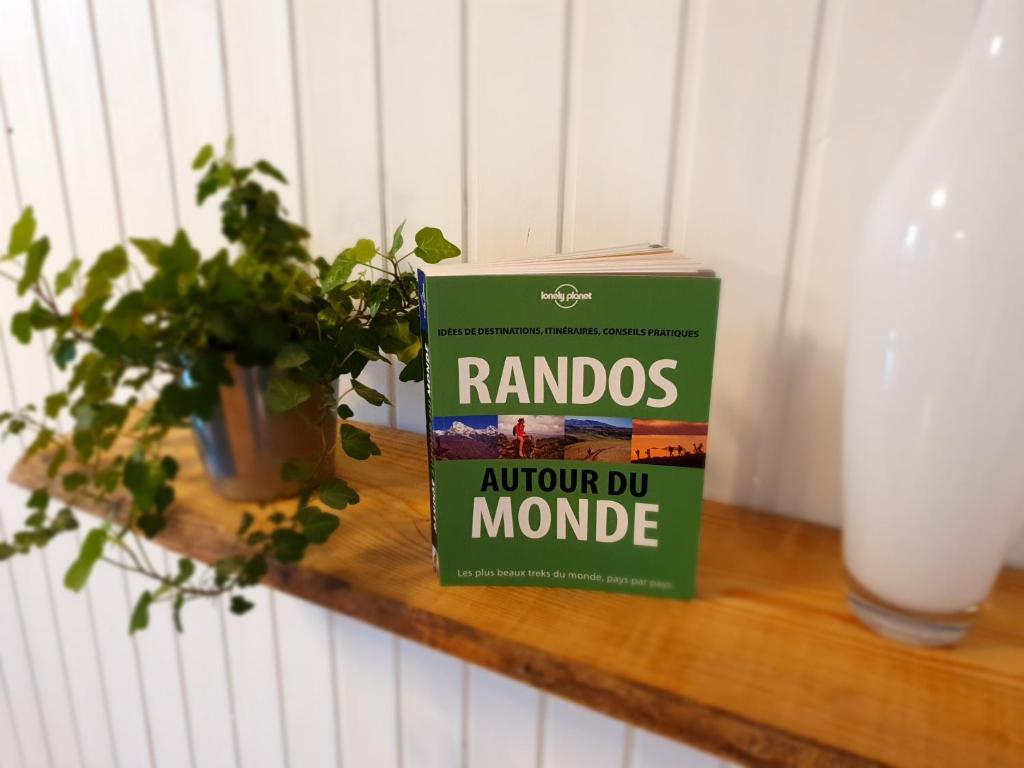 lonely planet
IDÉES DE DESTINATIONS, ITINÉRAIRES, CONSEILS PRATIQUES
RANDOS
AUTOUR DU
MONDE
Les plus beaux treks du monde, pays par pays